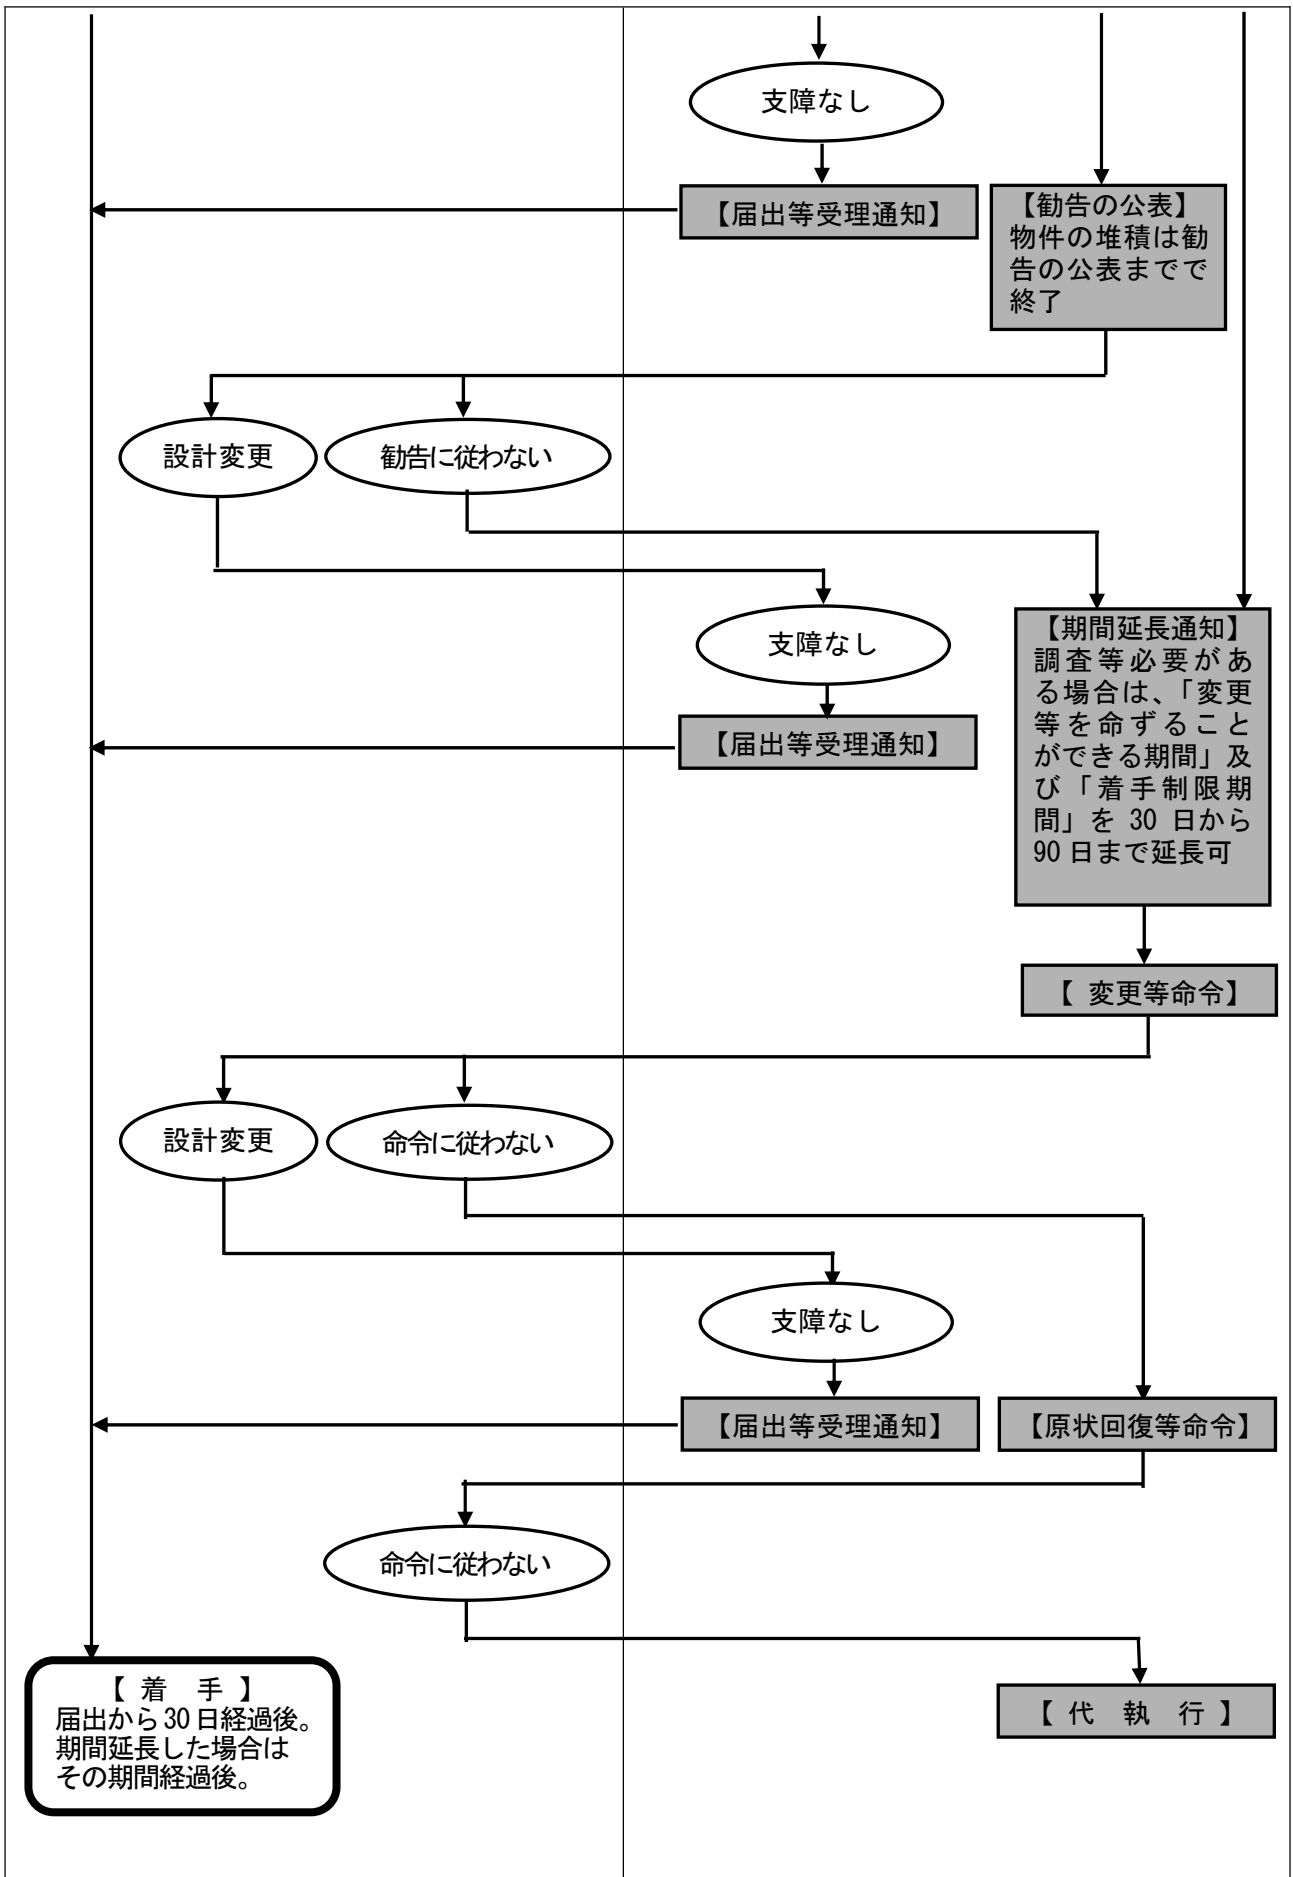 支障なし
【届出等受理通知】
【勧告の公表】
物件の堆積は勧
告の公表までで
終了
設計変更
勧告に従わない
支障なし
【届出等受理通知】
【期間延長通知】
調査等必要があ
る場合は、「変更
等を命ずること
ができる期間」及
び「着手制限期
間」を 30 日から
90 日まで延長可
【 変更等命令】
設計変更
命令に従わない
支障なし
【届出等受理通知】
【原状回復等命令】
命令に従わない
【 着　手 】
届出から 30 日経過後。
期間延長した場合は
その期間経過後。
【 代　執　行 】